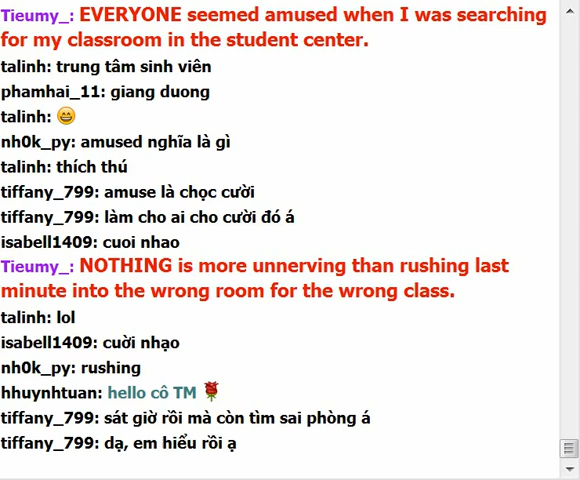 Tieumy_: EVERYONE seemed amused when I was searching
for my classroom in the student center.
talinh: trung tâm sinh viên
phamhai_11: giang duong
talinh: 😄
nh0k_py: amused nghĩa là gì
talinh: thích thú
tiffany_799: amuse là chọc cười
tiffany_799: làm cho ai cho cười đó á
isabell1409: cuoi nhao
Tieumy_: NOTHING is more unnerving than rushing last
minute into the wrong room for the wrong class.
talinh: lol
isabell1409: cười nhạo
nh0k_py: rushing
hhuynhtuan: hello cô TM 🌹
tiffany_799: sát giờ rồi mà còn tìm sai phòng á
tiffany_799: dạ, em hiểu rồi ạ